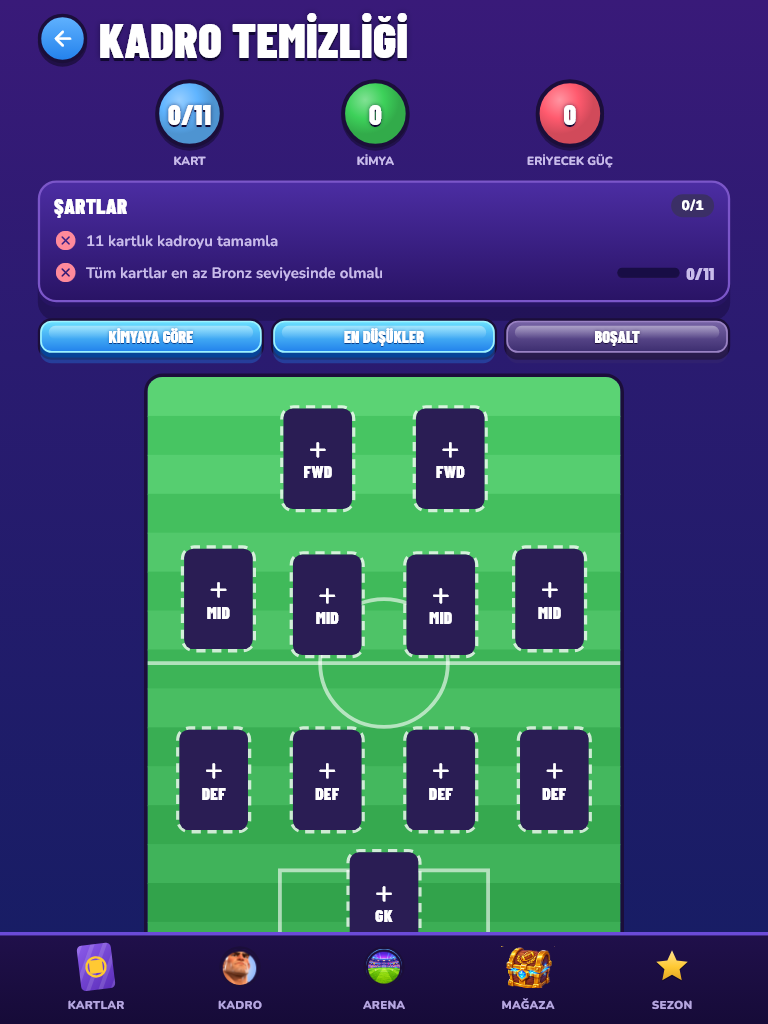 KADRO TEMİZLİĞİ
0/11
0
0
KART
KİMYA
ERİYECEK GÜÇ
ŞARTLAR
0/1
11 kartlık kadroyu tamamla
Tüm kartlar en az Bronz seviyesinde olmalı
0/11
KİMYAYA GÖRE
EN DÜŞÜKLER
BOŞALT
+
+
FWD
FWD
+
+
+
+
MID
MID
MID
MID
+
+
+
+
DEF
DEF
DEF
DEF
+
GK
KARTLAR
KADRO
ARENA
MAĞAZA
SEZON